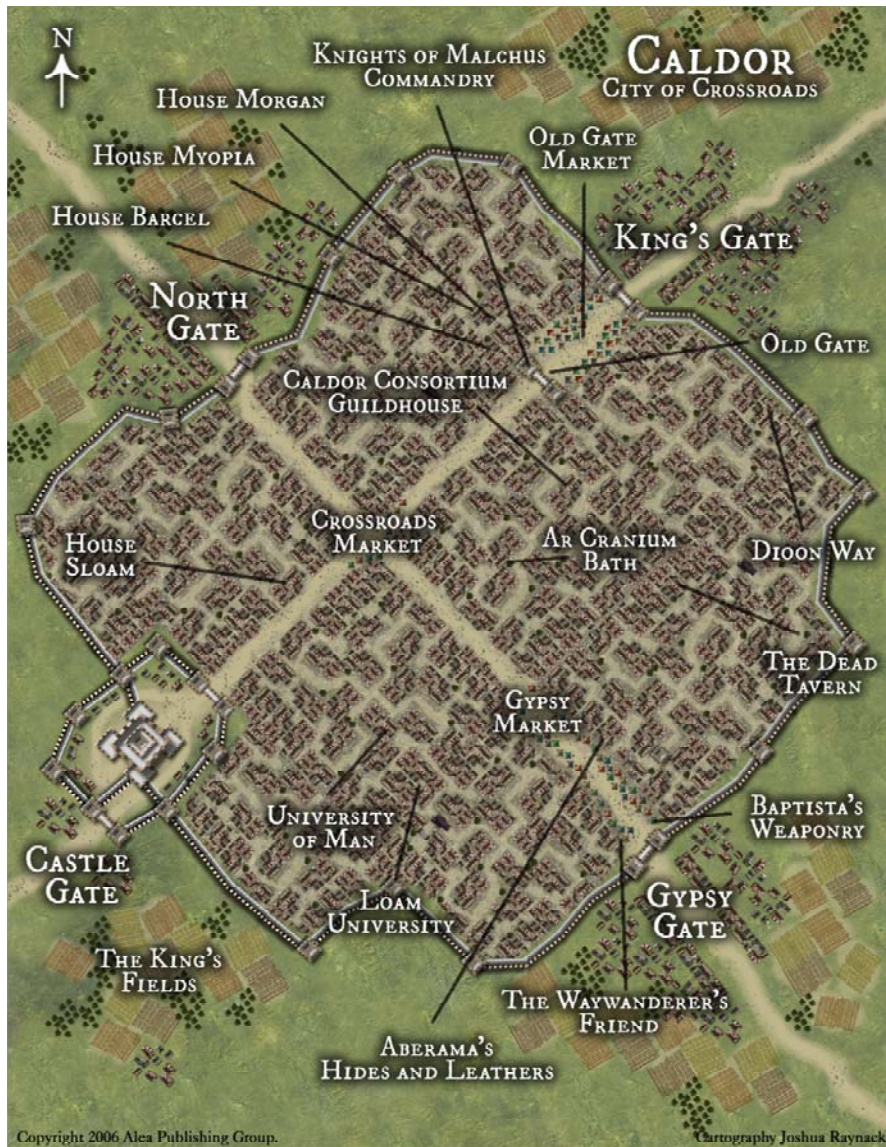 N
Caldor
City of Crossroads
Knights of Malchus
Commandry
House Morgan
Old Gate
Market
House Myopia
House Barcel
King's Gate
North
Gate
Old Gate
Caldor Consortium
Guildhouse
Crossroads
Market
Ar Cranium
Bath
House
Sloam
Dioon Way
The Dead
Tavern
Gypsy
Market
University
of Man
Baptista's
Weaponry
Castle
Gate
Loam
University
Gypsy
Gate
The King's
Fields
The Waywanderer's
Friend
Aberama's
Hides and Leathers
Copyright 2006 Alea Publishing Group.
Cartography Joshua Raynack